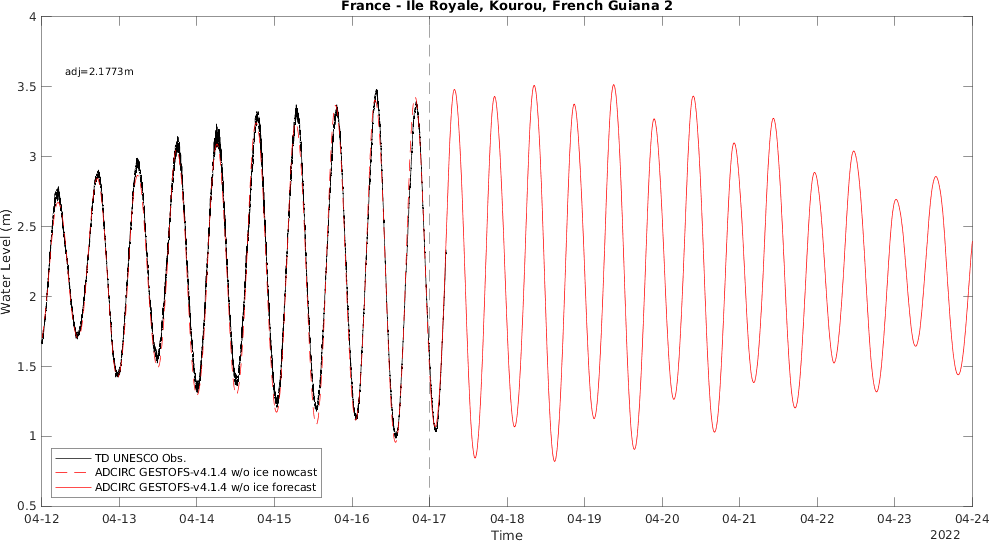 France - Ile Royale, Kourou, French Guiana 2
4
adj=2.1773m
3.5
3
2.5
2
1.5
1
0.5
Water Level (m)
TD UNESCO Obs.
ADCIRC GESTOFS-v4.1.4 w/o ice nowcast
ADCIRC GESTOFS-v4.1.4 w/o ice forecast
04-12 04-13 04-14 04-15 04-16 04-17 04-18 04-19 04-20 04-21 04-22 04-23 04-24
Time
2022